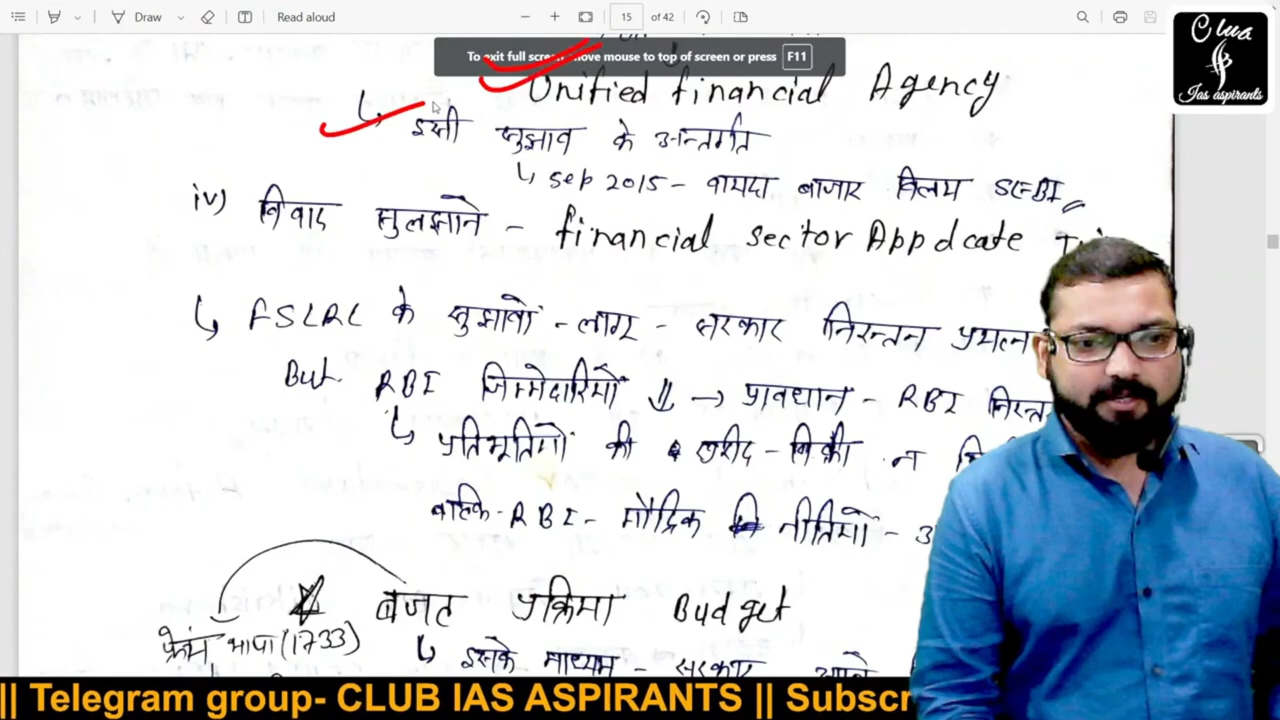 Draw
Read aloud
15 of 42
To exit full screen, move mouse to top of screen or press F11
Club
Ias aspirants
Unified financial Agency
इसी सुझाव के अन्तर्गत
Sep 2015 - वायदा बाजार विलय SEBI
iv) विवाद सुलझाने - financial sector
FSLRC के सुझावों - लागू - सरकार निरन्तन प्रयत्न
But RBI जिम्मेदारियों ⇓ → प्रावधान - RBI
प्रतिभूतियों की खरीद - बिक्री न
बल्कि - RBI - मौद्रिक नीतियों -
बजट प्रक्रिया Budget
फ्रेंच भाषा (1733)
इसके माध्यम - सरकार
|| Telegram group- CLUB IAS ASPIRANTS || Subscr